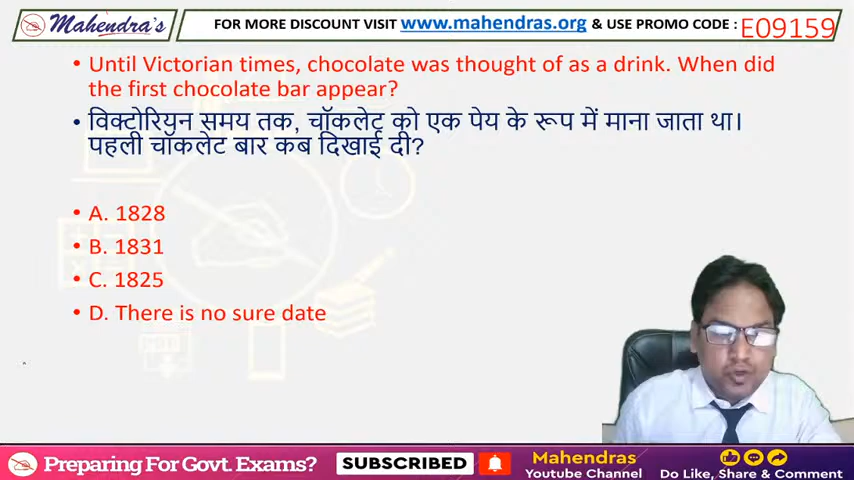 Mahendra's
FOR MORE DISCOUNT VISIT www.mahendras.org & USE PROMO CODE : E09159
• Until Victorian times, chocolate was thought of as a drink. When did
the first chocolate bar appear?
• विक्टोरियन समय तक, चॉकलेट को एक पेय के रूप में माना जाता था।
पहली चॉकलेट बार कब दिखाई दी?
• A. 1828
• B. 1831
• C. 1825
• D. There is no sure date
Preparing For Govt. Exams?
SUBSCRIBED
Mahendras
Youtube Channel
Do Like, Share & Comment